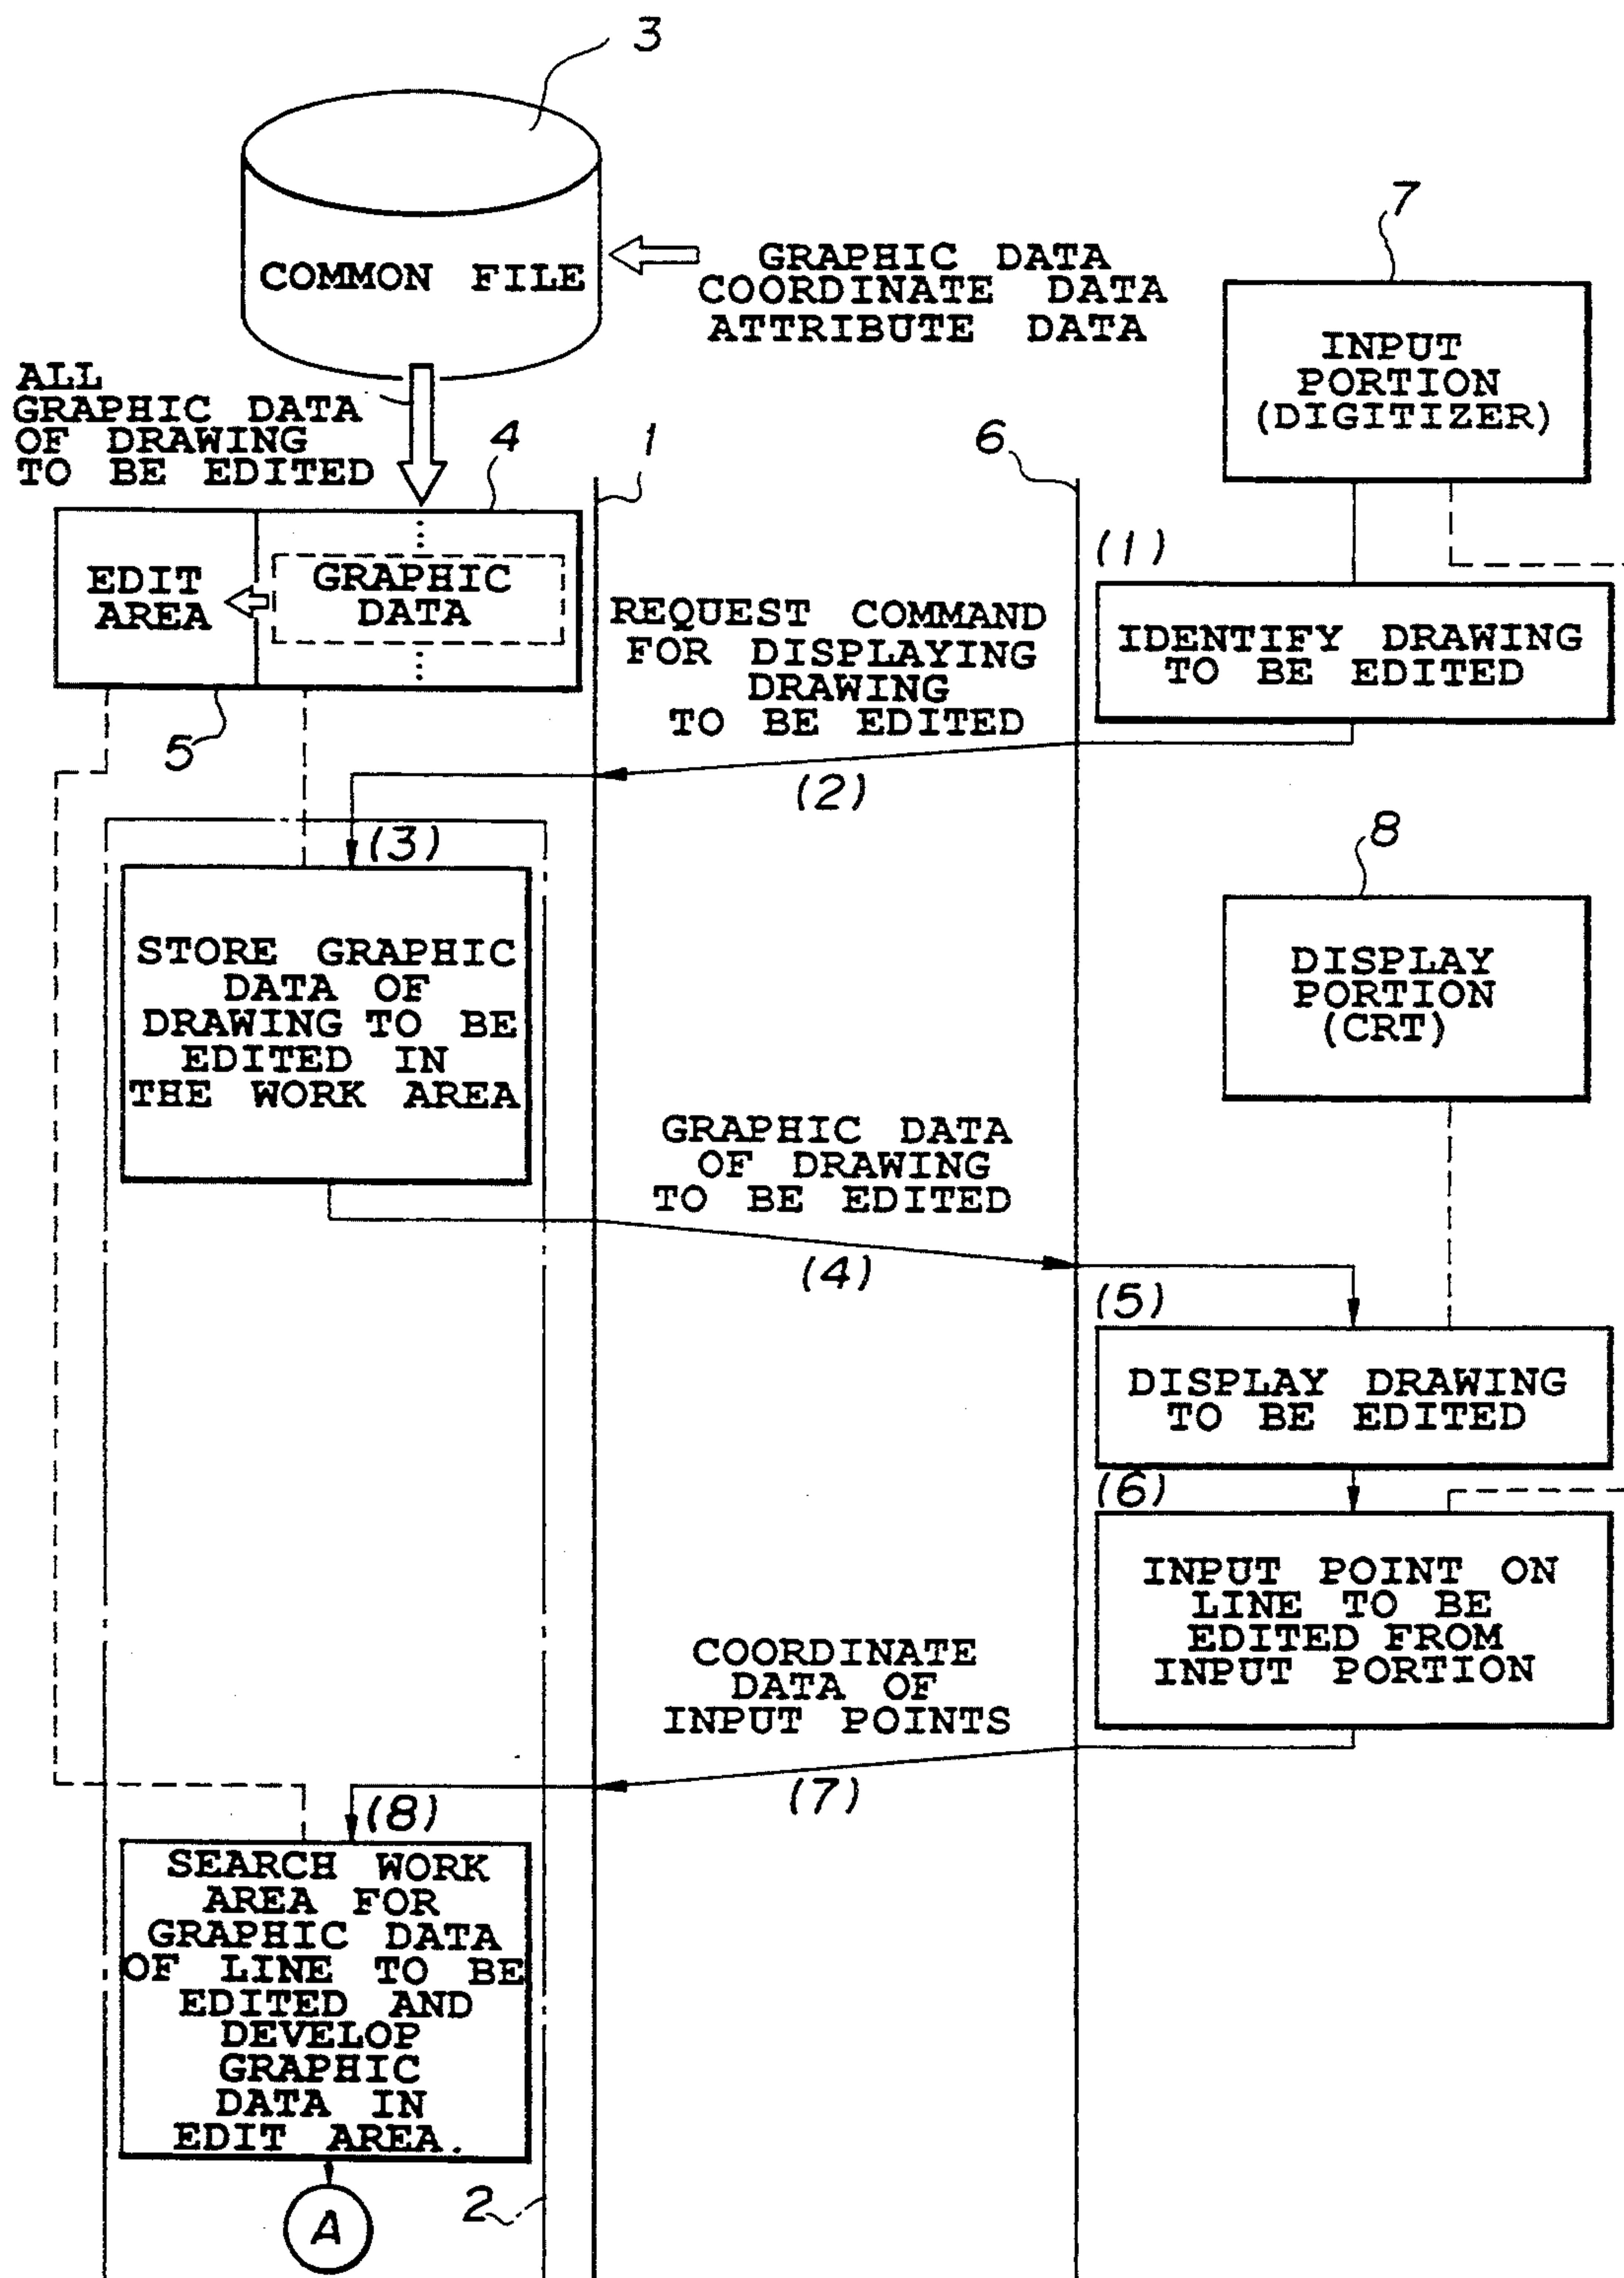 3
COMMON FILE
GRAPHIC DATA
COORDINATE DATA
ATTRIBUTE DATA
7
INPUT
PORTION
(DIGITIZER)
ALL
GRAPHIC DATA
OF DRAWING
TO BE EDITED
4
1
6
EDIT
AREA
GRAPHIC
DATA
5
(1)
IDENTIFY DRAWING
TO BE EDITED
REQUEST COMMAND
FOR DISPLAYING
DRAWING
TO BE EDITED
(2)
(3)
STORE GRAPHIC
DATA OF
DRAWING TO BE
EDITED IN
THE WORK AREA
8
DISPLAY
PORTION
(CRT)
GRAPHIC DATA
OF DRAWING
TO BE EDITED
(4)
(5)
DISPLAY DRAWING
TO BE EDITED
(6)
INPUT POINT ON
LINE TO BE
EDITED FROM
INPUT PORTION
COORDINATE
DATA OF
INPUT POINTS
(7)
(8)
SEARCH WORK
AREA FOR
GRAPHIC DATA
OF LINE TO BE
EDITED AND
DEVELOP
GRAPHIC
DATA IN
EDIT AREA.
2
A